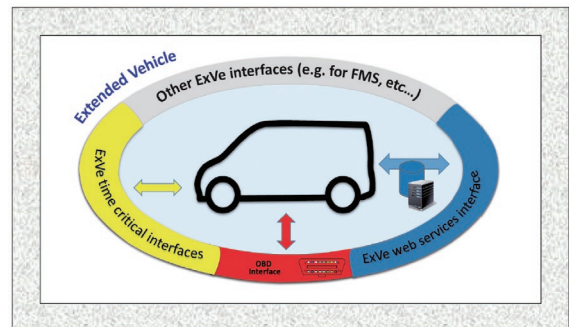 Extended Vehicle
Other ExVe interfaces (e.g. for FMS, etc...)
ExVe time critical interfaces
OBD
Interface
ExVe web services interface